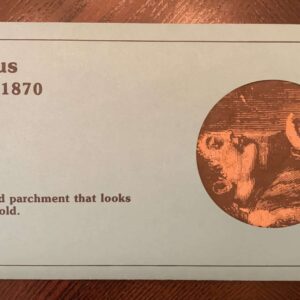 us
1870
d parchment that looks
old.